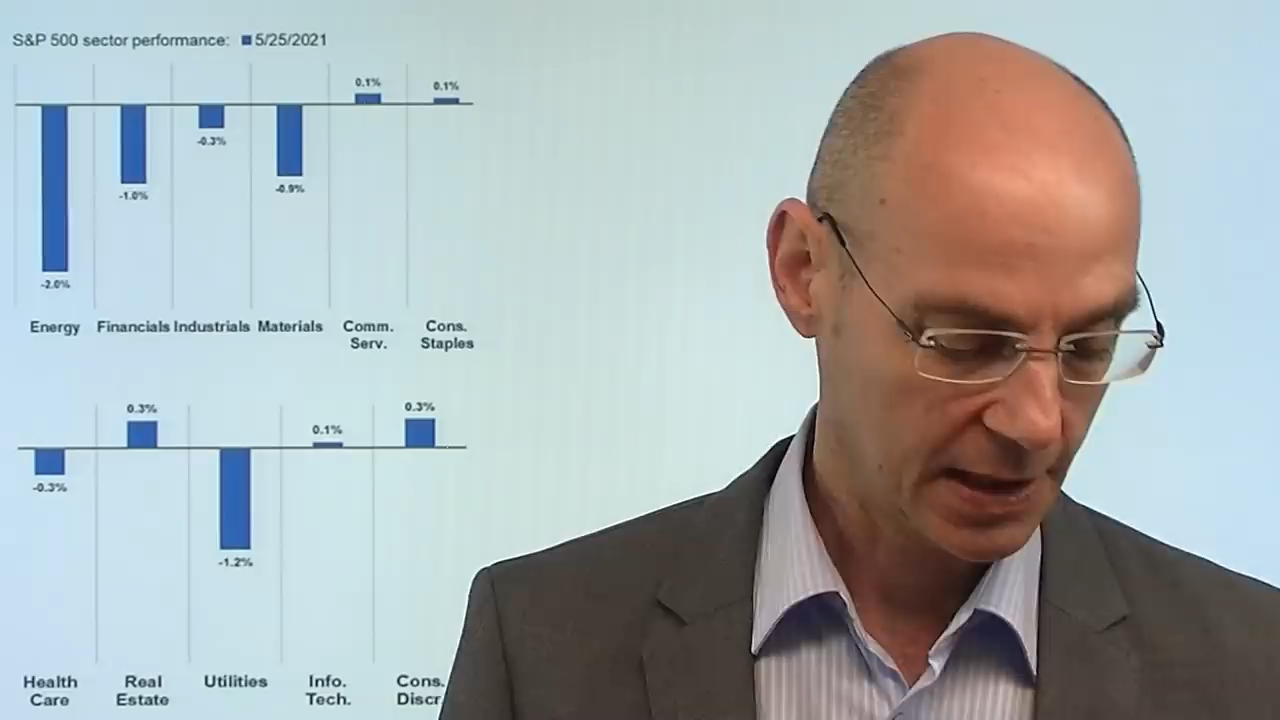 S&P 500 sector performance: 5/25/2021
0.1% 0.1%
-0.3%
-1.0% -0.9%
-2.0%
Energy Financials Industrials Materials Comm. Serv. Cons. Staples
0.3% 0.1% 0.3%
-0.3%
-1.2%
Health Care Real Estate Utilities Info. Tech. Cons. Discr